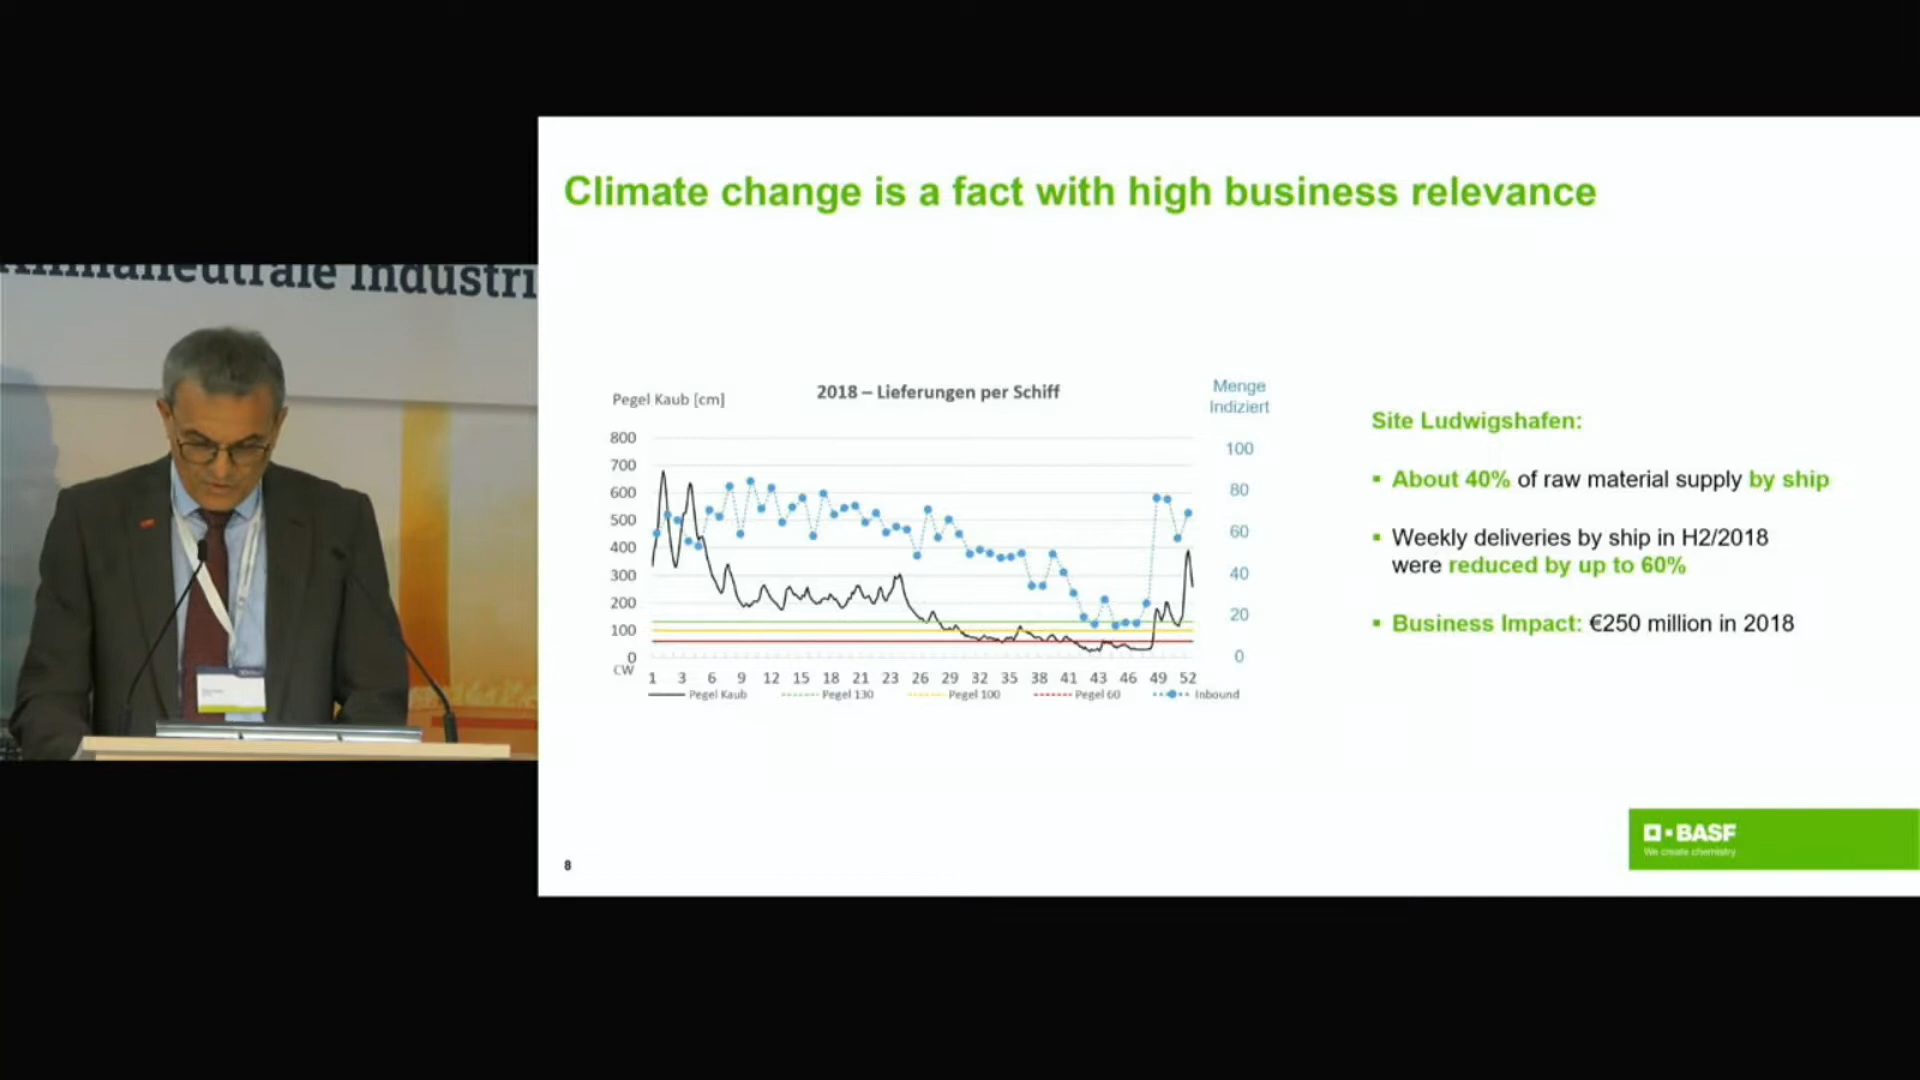 Klimaneutrale Industri
Climate change is a fact with high business relevance
Pegel Kaub [cm]
2018 – Lieferungen per Schiff
Menge
Indiziert
800
700
600
500
400
300
200
100
0
CW
100
80
60
40
20
0
1 3 6 9 12 15 18 21 23 26 29 32 35 38 41 43 46 49 52
Pegel Kaub Pegel 130 Pegel 100 Pegel 60 Inbound
Site Ludwigshafen:
▪ About 40% of raw material supply by ship
▪ Weekly deliveries by ship in H2/2018
were reduced by up to 60%
▪ Business Impact: €250 million in 2018
BASF
We create chemistry
8